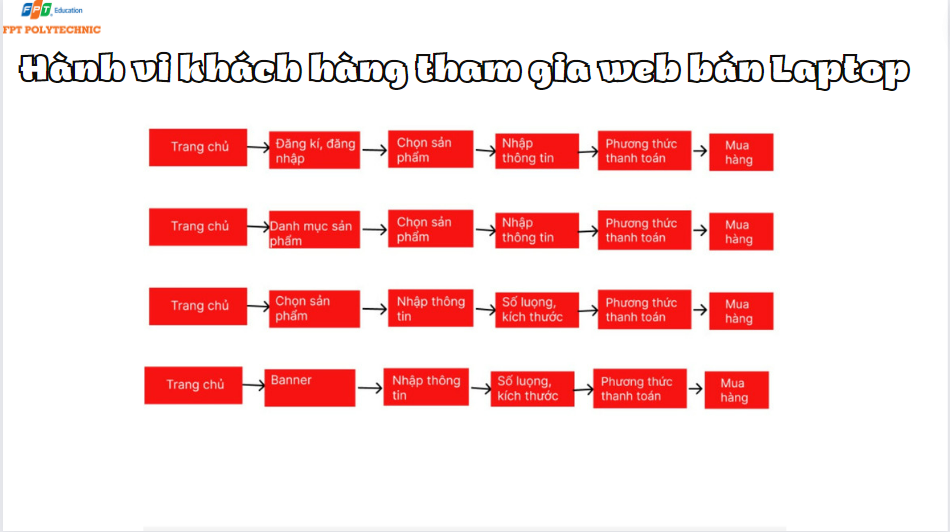 FPT Education
FPT POLYTECHNIC
Hành vi khách hàng tham gia web bán Laptop
Trang chủ
Đăng kí, đăng
nhập
Chọn sản
phẩm
Nhập
thông tin
Phương thức
thanh toán
Mua
hàng
Trang chủ
Danh mục sản
phẩm
Chọn sản
phẩm
Nhập
thông tin
Phương thức
thanh toán
Mua
hàng
Trang chủ
Chọn sản
phẩm
Nhập thông
tin
Số luọng,
kích thước
Phương thức
thanh toán
Mua
hàng
Trang chủ
Banner
Nhập thông
tin
Số luọng,
kích thước
Phương thức
thanh toán
Mua
hàng